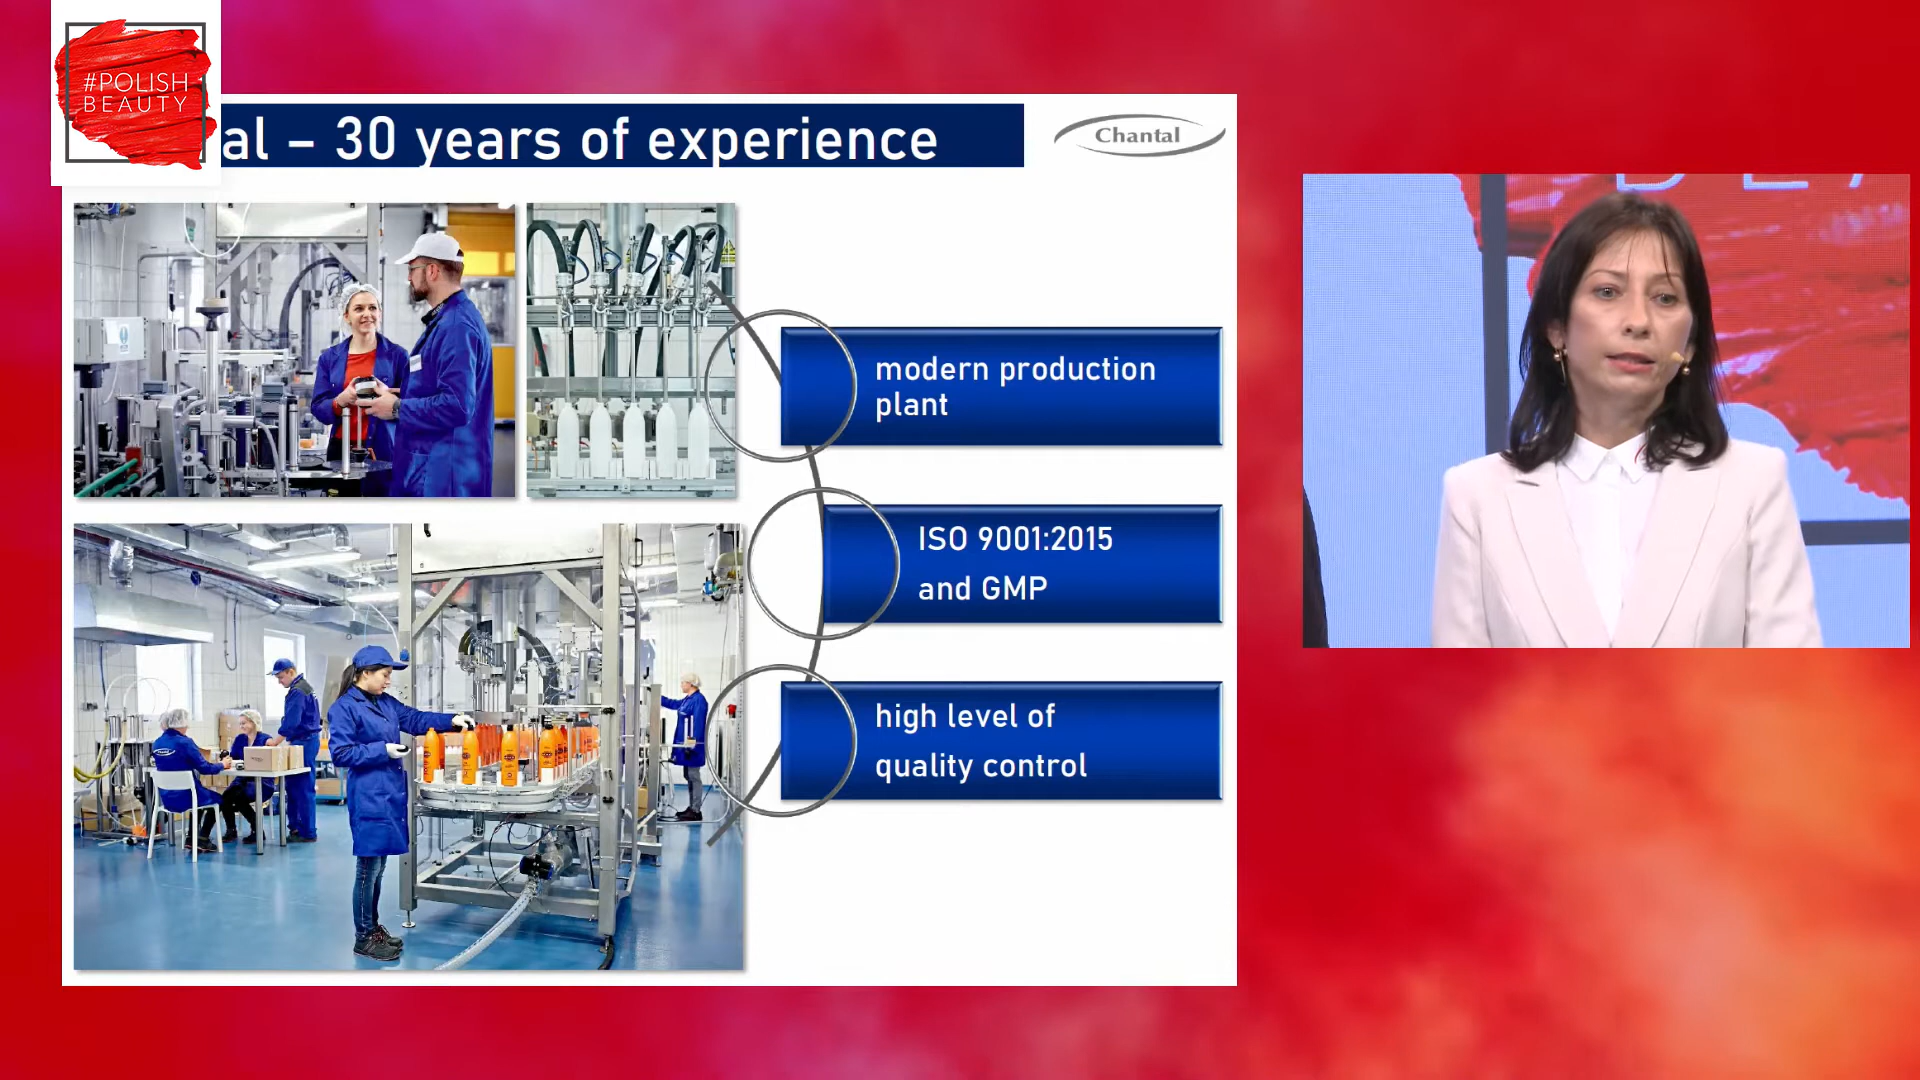 #POLISH
BEAUTY
al – 30 years of experience
Chantal
modern production
plant
ISO 9001:2015
and GMP
high level of
quality control